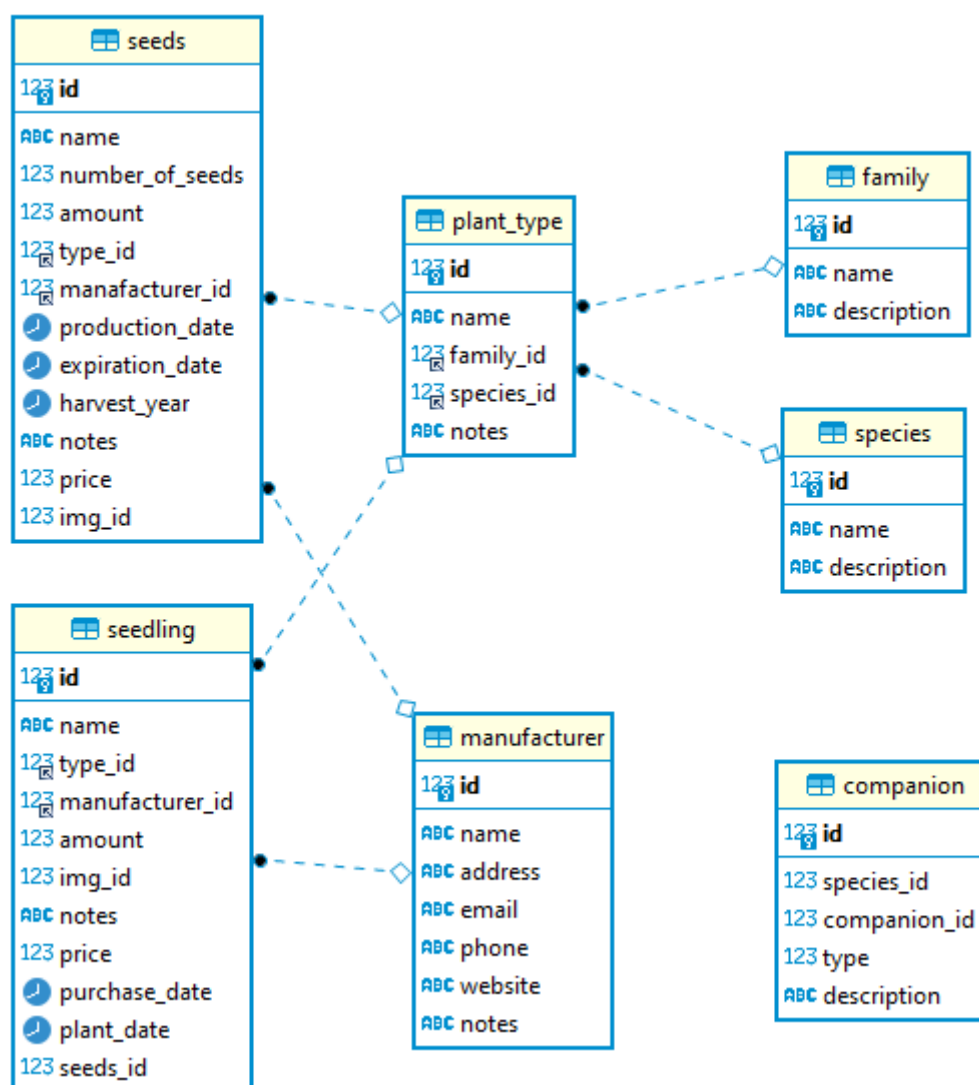 seeds
id
name
number_of_seeds
amount
type_id
manafacturer_id
production_date
expiration_date
harvest_year
notes
price
img_id
plant_type
id
name
family_id
species_id
notes
family
id
name
description
species
id
name
description
seedling
id
name
type_id
manufacturer_id
amount
img_id
notes
price
purchase_date
plant_date
seeds_id
manufacturer
id
name
address
email
phone
website
notes
companion
id
species_id
companion_id
type
description